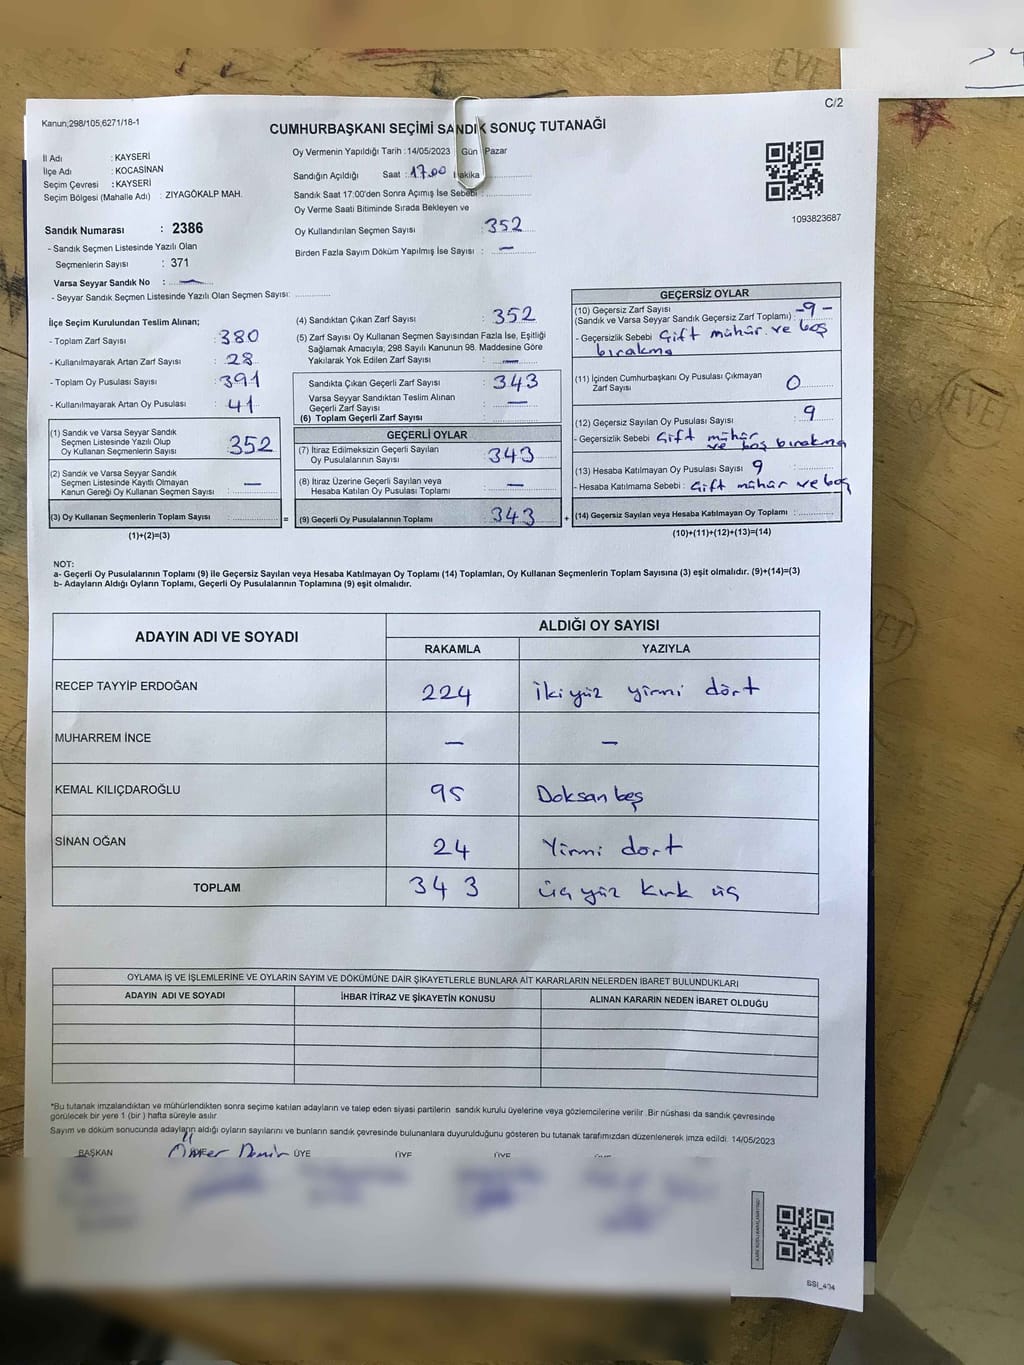 C/2
Kanun;298/105,6271/18-1
CUMHURBAŞKANI SEÇİMİ SANDIK SONUÇ TUTANAĞI
İl Adı : KAYSERİ
İlçe Adı : KOCASİNAN
Seçim Çevresi : KAYSERİ
Seçim Bölgesi (Mahalle Adı) : ZIYAGÖKALP MAH.
Oy Vermenin Yapıldığı Tarih : 14/05/2023 Gün Pazar
Sandığın Açıldığı Saat : 17.00
Sandık Saat 17:00'den Sonra Açımış İse Sebebi :
Oy Verme Saati Bitiminde Sırada Bekleyen ve
Oy Kullandırılan Seçmen Sayısı : 352
Birden Fazla Sayım Döküm Yapılmış İse Sayısı : —
1093823687
Sandık Numarası : 2386
- Sandık Seçmen Listesinde Yazılı Olan
Seçmenlerin Sayısı : 371
Varsa Seyyar Sandık No : —
- Seyyar Sandık Seçmen Listesinde Yazılı Olan Seçmen Sayısı:
İlçe Seçim Kurulundan Teslim Alınan;
- Toplam Zarf Sayısı : 380
- Kullanılmayarak Artan Zarf Sayısı : 28
- Toplam Oy Pusulası Sayısı : 391
- Kullanılmayarak Artan Oy Pusulası : 41
(1) Sandık ve Varsa Seyyar Sandık
Seçmen Listesinde Yazılı Olup
Oy Kullanan Seçmenlerin Sayısı : 352
(2) Sandık ve Varsa Seyyar Sandık
Seçmen Listesinde Kayıtlı Olmayan
Kanun Gereği Oy Kullanan Seçmen Sayısı : —
(3) Oy Kullanan Seçmenlerin Toplam Sayısı :
(1)+(2)=(3)
(4) Sandıktan Çıkan Zarf Sayısı : 352
(5) Zarf Sayısı Oy Kullanan Seçmen Sayısından Fazla İse, Eşitliği
Sağlamak Amacıyla, 298 Sayılı Kanunun 98. Maddesine Göre
Yakılarak Yok Edilen Zarf Sayısı : —
Sandıkta Çıkan Geçerli Zarf Sayısı : 343
Varsa Seyyar Sandıktan Teslim Alınan
Geçerli Zarf Sayısı : —
(6) Toplam Geçerli Zarf Sayısı
GEÇERLİ OYLAR
(7) İtiraz Edilmeksizin Geçerli Sayılan
Oy Pusulalarının Sayısı : 343
(8) İtiraz Üzerine Geçerli Sayılan veya
Hesaba Katılan Oy Pusulası Toplamı : —
= (9) Geçerli Oy Pusulalarının Toplamı : 343 +
GEÇERSİZ OYLAR
(10) Geçersiz Zarf Sayısı
(Sandık ve Varsa Seyyar Sandık Geçersiz Zarf Toplamı) : -9-
- Geçersizlik Sebebi Çift mühür ve boş
bırakma
(11) İçinden Cumhurbaşkanı Oy Pusulası Çıkmayan
Zarf Sayısı : 0
(12) Geçersiz Sayılan Oy Pusulası Sayısı : 9
- Geçersizlik Sebebi Çift mühür
ve boş bırakma
(13) Hesaba Katılmayan Oy Pusulası Sayısı 9
- Hesaba Katılmama Sebebi : Çift mühür ve boş
(14) Geçersiz Sayılan veya Hesaba Katılmayan Oy Toplamı :
(10)+(11)+(12)+(13)=(14)
NOT:
a- Geçerli Oy Pusulalarının Toplamı (9) ile Geçersiz Sayılan veya Hesaba Katılmayan Oy Toplamı (14) Toplamları, Oy Kullanan Seçmenlerin Toplam Sayısına (3) eşit olmalıdır. (9)+(14)=(3)
b- Adayların Aldığı Oyların Toplamı, Geçerli Oy Pusulalarının Toplamına (9) eşit olmalıdır.
ADAYIN ADI VE SOYADI
ALDIĞI OY SAYISI
RAKAMLA YAZIYLA
RECEP TAYYİP ERDOĞAN 224 İkiyüz yirmi dört
MUHARREM İNCE — —
KEMAL KILIÇDAROĞLU 95 Doksan beş
SİNAN OĞAN 24 Yirmi dört
TOPLAM 343 üçyüz kırk üç
OYLAMA İŞ VE İŞLEMLERİNE VE OYLARIN SAYIM VE DÖKÜMÜNE DAİR ŞİKAYETLERLE BUNLARA AİT KARARLARIN NELERDEN İBARET BULUNDUKLARI
ADAYIN ADI VE SOYADI İHBAR İTİRAZ VE ŞİKAYETİN KONUSU ALINAN KARARIN NEDEN İBARET OLDUĞU
*Bu tutanak imzalandıktan ve mühürlendikten sonra seçime katılan adayların ve talep eden siyasi partilerin sandık kurulu üyelerine veya gözlemcilerine verilir .Bir nüshası da sandık çevresinde
görülecek bir yere 1 (bir ) hafta süreyle asılır.
Sayım ve döküm sonucunda adayların aldığı oyların sayılarını ve bunların sandık çevresinde bulunanlara duyurulduğunu gösteren bu tutanak tarafımızdan düzenlenerek imza edildi. 14/05/2023
BAŞKAN Ömer Demir ÜYE ÜYE ÜYE